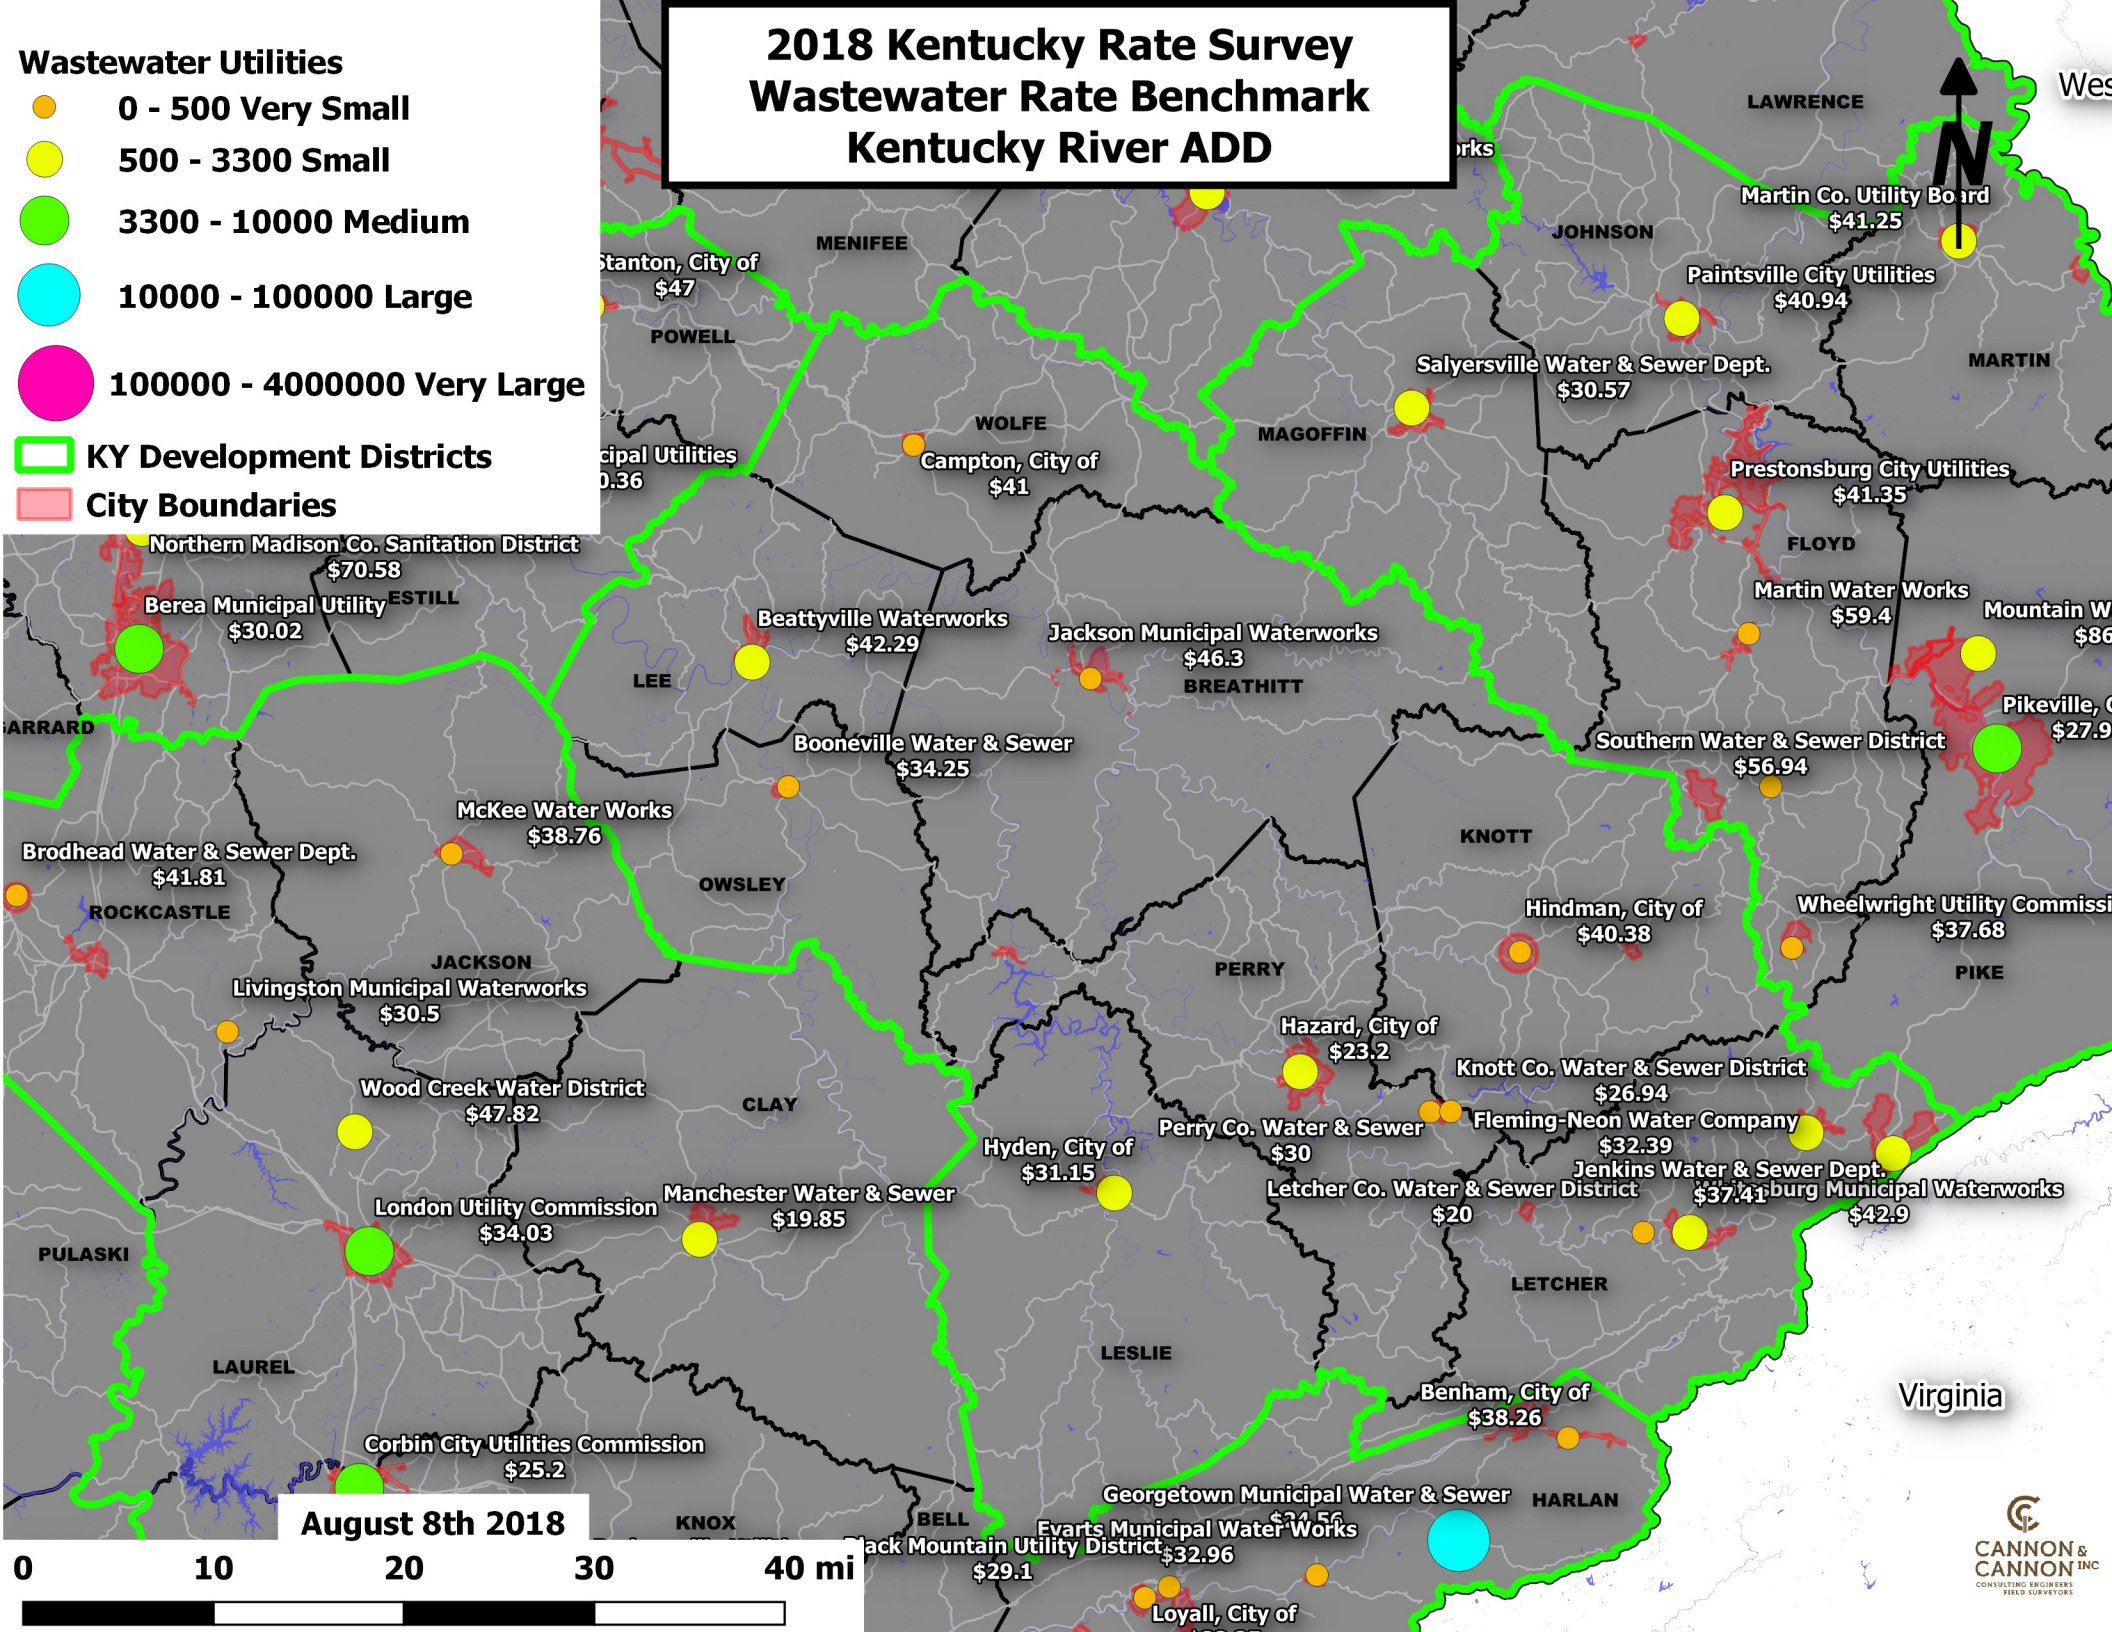 2018 Kentucky Rate Survey
Wastewater Rate Benchmark
Kentucky River ADD
Wastewater Utilities
0 - 500 Very Small
500 - 3300 Small
3300 - 10000 Medium
10000 - 100000 Large
100000 - 4000000 Very Large
KY Development Districts
City Boundaries
N
LAWRENCE
Martin Co. Utility Board
$41.25
JOHNSON
MENIFEE
Stanton, City of
$47
Paintsville City Utilities
$40.94
POWELL
MARTIN
Salyersville Water & Sewer Dept.
$30.57
WOLFE
MAGOFFIN
Utilities
Campton, City of
$41
Prestonsburg City Utilities
$41.35
FLOYD
Northern Madison Co. Sanitation District
$70.58
ESTILL
Berea Municipal Utility
$30.02
Beattyville Waterworks
$42.29
Jackson Municipal Waterworks
$46.3
Martin Water Works
$59.4
Mountain
LEE
BREATHITT
Pikeville,
GARRARD
Booneville Water & Sewer
$34.25
Southern Water & Sewer District
$56.94
McKee Water Works
$38.76
KNOTT
Brodhead Water & Sewer Dept.
$41.81
OWSLEY
ROCKCASTLE
Hindman, City of
$40.38
Wheelwright Utility
$37.68
JACKSON
PERRY
PIKE
Livingston Municipal Waterworks
$30.5
Hazard, City of
$23.2
Knott Co. Water & Sewer District
$26.94
Wood Creek Water District
$47.82
CLAY
Perry Co. Water & Sewer
$30
Fleming-Neon Water Company
$32.39
Hyden, City of
$31.15
Jenkins Water & Sewer Dept.
$37.41
Letcher Co. Water & Sewer District
$20
Municipal Waterworks
$42.9
London Utility Commission
$34.03
Manchester Water & Sewer
$19.85
PULASKI
LETCHER
LAUREL
LESLIE
Benham, City of
$38.26
Virginia
Corbin City Utilities Commission
$25.2
Georgetown Municipal Water & Sewer
HARLAN
KNOX
BELL
Evarts Municipal Water Works
$32.96
Black Mountain Utility District
$29.1
Loyall, City of
August 8th 2018
0 10 20 30 40 mi
CANNON &
CANNON INC
CONSULTING ENGINEERS
FIELD SURVEYORS